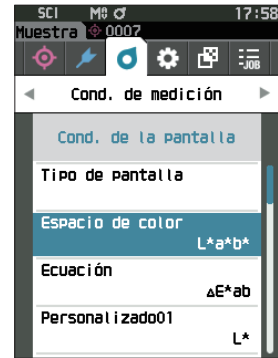 SCI M0 17:58
Muestra 0007
-JOB
Cond. de medición
Cond. de la pantalla
Tipo de pantalla
Espacio de color
L*a*b*
Ecuación
ΔE*ab
Personalizado01
L*